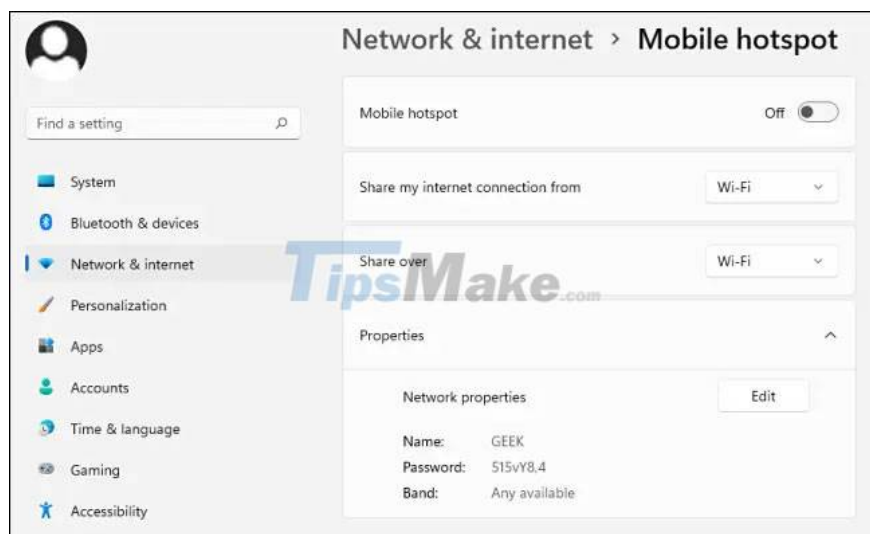 Network & internet > Mobile hotspot
Find a setting
System
Bluetooth & devices
Network & internet
Personalization
Apps
Accounts
Time & language
Gaming
Accessibility
Mobile hotspot Off
Share my internet connection from Wi-Fi
Share over Wi-Fi
TipsMake.com
Properties
Network properties Edit
Name: GEEK
Password: 515vY8,4
Band: Any available